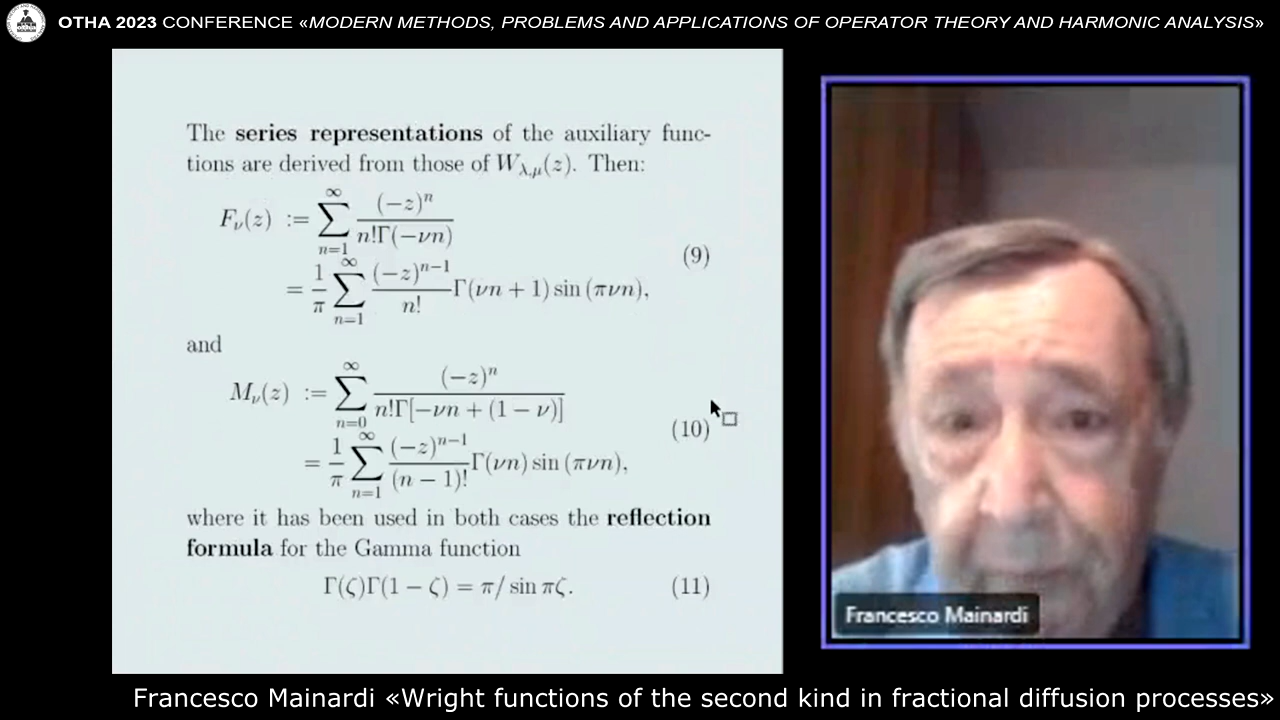 OTHA 2023 CONFERENCE «MODERN METHODS, PROBLEMS AND APPLICATIONS OF OPERATOR THEORY AND HARMONIC ANALYSIS»
The series representations of the auxiliary func-
tions are derived from those of W_{λ,μ}(z). Then:
F_ν(z) := ∑_{n=1}^{∞} (−z)^n / n!Γ(−νn)
= 1/π ∑_{n=1}^{∞} (−z)^{n−1} / n! Γ(νn + 1) sin (πνn), (9)
and
M_ν(z) := ∑_{n=0}^{∞} (−z)^n / n!Γ[−νn + (1 − ν)]
= 1/π ∑_{n=1}^{∞} (−z)^{n−1} / (n − 1)! Γ(νn) sin (πνn), (10)
where it has been used in both cases the reflection
formula for the Gamma function
Γ(ζ)Γ(1 − ζ) = π/ sin πζ. (11)
Francesco Mainardi
Francesco Mainardi «Wright functions of the second kind in fractional diffusion processes»